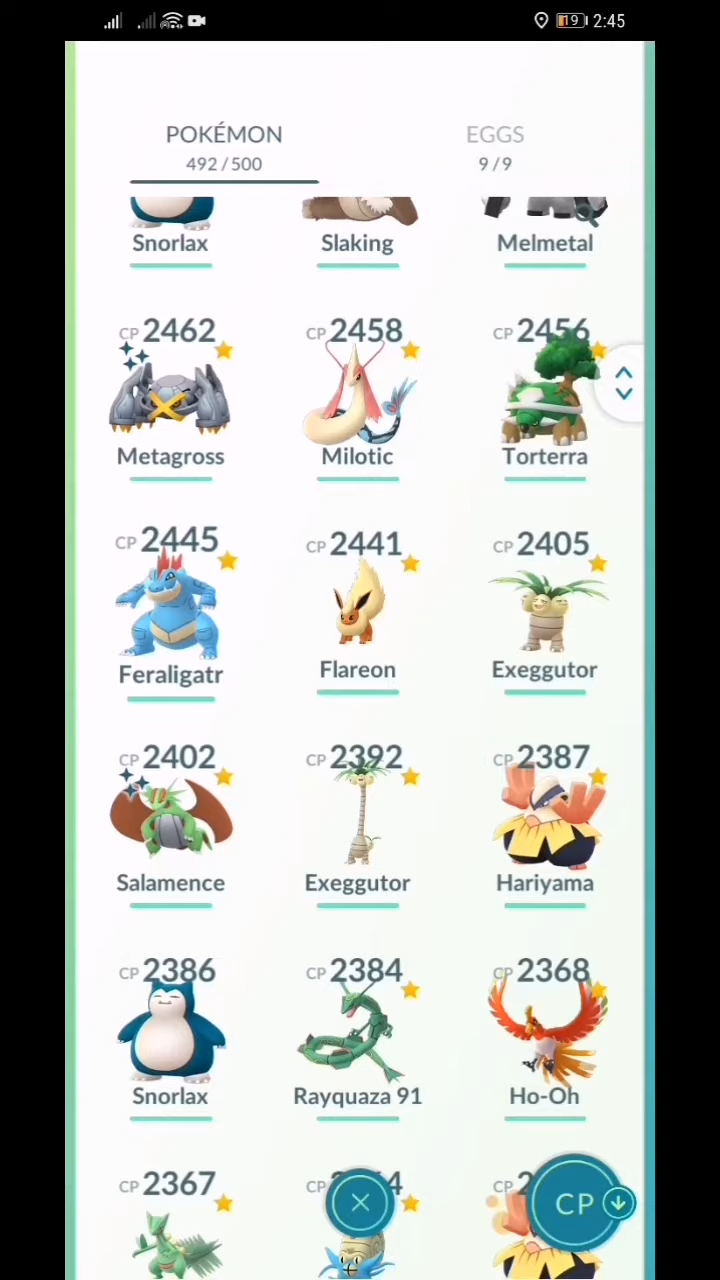 19 2:45
POKÉMON EGGS
492 / 500 9 / 9
Snorlax Slaking Melmetal
CP 2462 CP 2458 CP 2456
Metagross Milotic Torterra
CP 2445 CP 2441 CP 2405
Feraligatr Flareon Exeggutor
CP 2402 CP 2392 CP 2387
Salamence Exeggutor Hariyama
CP 2386 CP 2384 CP 2368
Snorlax Rayquaza 91 Ho-Oh
CP 2367 CP CP
CP